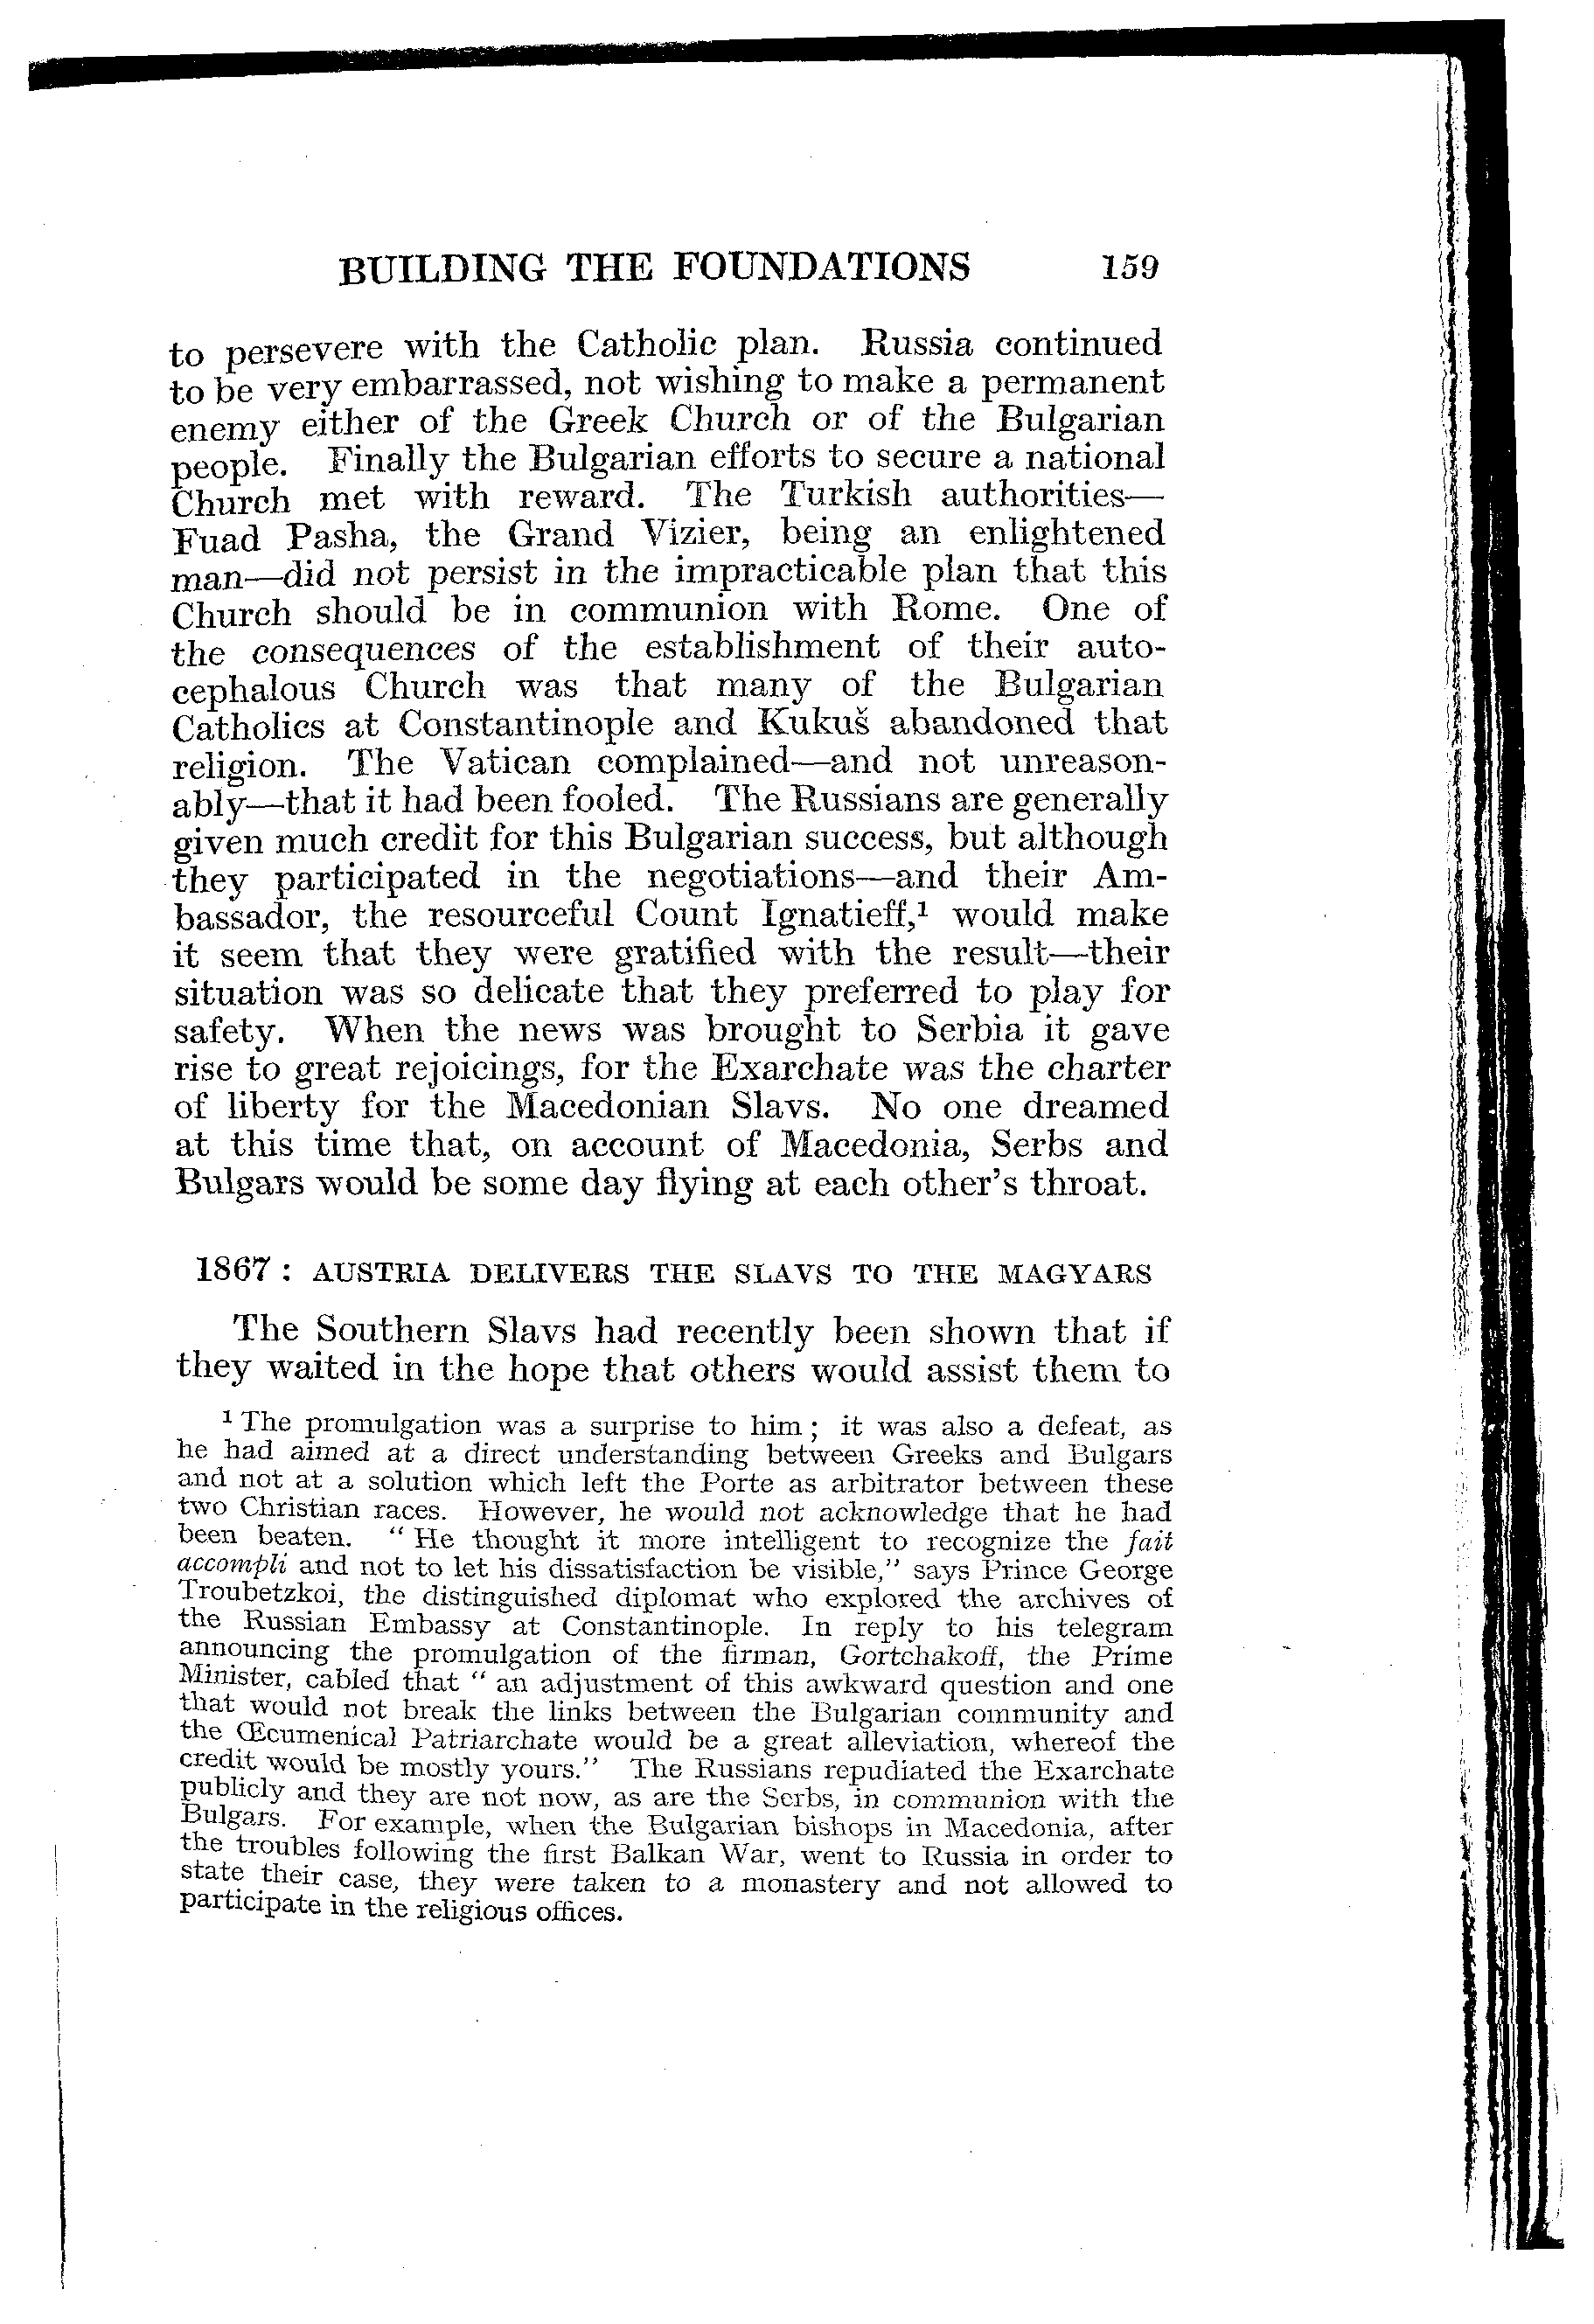 BUILDING THE FOUNDATIONS 159
to persevere with the Catholic plan. Russia continued
to be very embarrassed, not wishing to make a permanent
enemy either of the Greek Church or of the Bulgarian
people. Finally the Bulgarian efforts to secure a national
Church met with reward. The Turkish authorities—
Fuad Pasha, the Grand Vizier, being an enlightened
man—did not persist in the impracticable plan that this
Church should be in communion with Rome. One of
the consequences of the establishment of their auto-
cephalous Church was that many of the Bulgarian
Catholics at Constantinople and Kukuš abandoned that
religion. The Vatican complained—and not unreason-
ably—that it had been fooled. The Russians are generally
given much credit for this Bulgarian success, but although
they participated in the negotiations—and their Am-
bassador, the resourceful Count Ignatieff,¹ would make
it seem that they were gratified with the result—their
situation was so delicate that they preferred to play for
safety. When the news was brought to Serbia it gave
rise to great rejoicings, for the Exarchate was the charter
of liberty for the Macedonian Slavs. No one dreamed
at this time that, on account of Macedonia, Serbs and
Bulgars would be some day flying at each other's throat.
1867 : AUSTRIA DELIVERS THE SLAVS TO THE MAGYARS
The Southern Slavs had recently been shown that if
they waited in the hope that others would assist them to
¹ The promulgation was a surprise to him ; it was also a defeat, as
he had aimed at a direct understanding between Greeks and Bulgars
and not at a solution which left the Porte as arbitrator between these
two Christian races. However, he would not acknowledge that he had
been beaten. " He thought it more intelligent to recognize the fait
accompli and not to let his dissatisfaction be visible," says Prince George
Troubetzkoi, the distinguished diplomat who explored the archives of
the Russian Embassy at Constantinople. In reply to his telegram
announcing the promulgation of the firman, Gortchakoff, the Prime
Minister, cabled that " an adjustment of this awkward question and one
that would not break the links between the Bulgarian community and
the Œcumenical Patriarchate would be a great alleviation, whereof the
credit would be mostly yours." The Russians repudiated the Exarchate
publicly and they are not now, as are the Serbs, in communion with the
Bulgars. For example, when the Bulgarian bishops in Macedonia, after
the troubles following the first Balkan War, went to Russia in order to
state their case, they were taken to a monastery and not allowed to
participate in the religious offices.